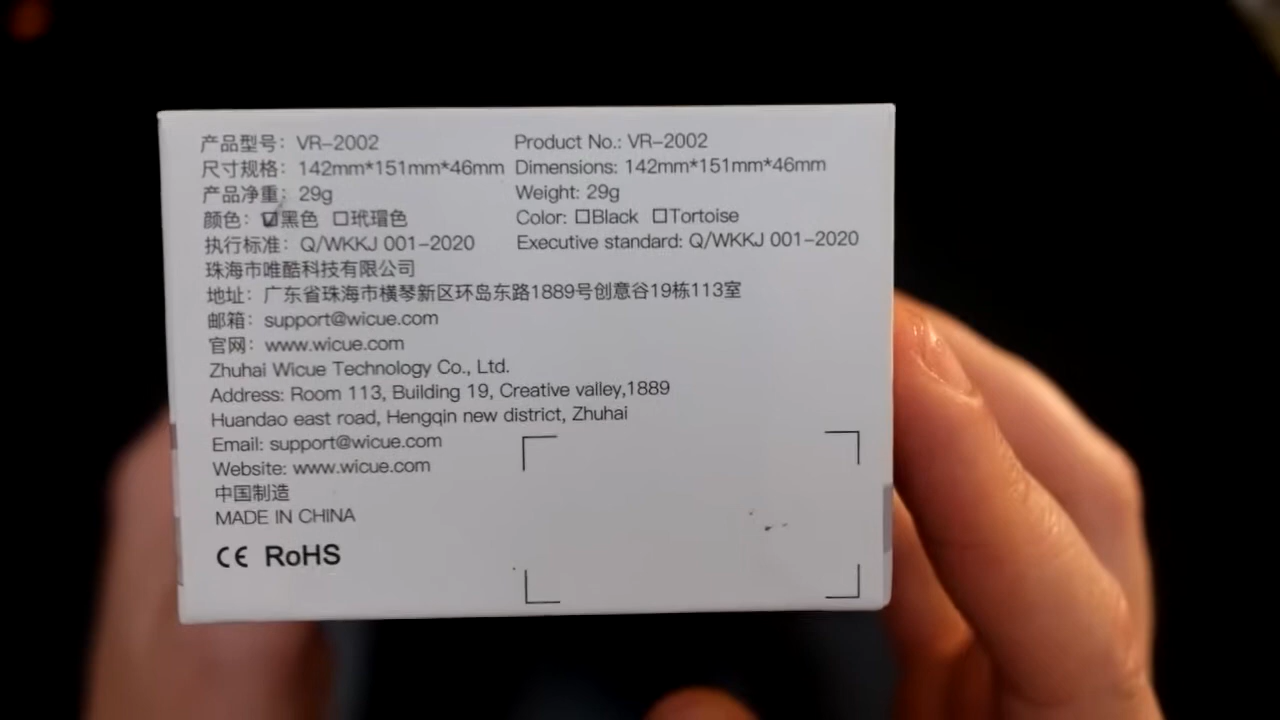 产品型号：VR-2002 Product No.: VR-2002
尺寸规格：142mm*151mm*46mm Dimensions: 142mm*151mm*46mm
产品净重：29g Weight: 29g
颜色：☑黑色 □玳瑁色 Color: □Black □Tortoise
执行标准：Q/WKKJ 001-2020 Executive standard: Q/WKKJ 001-2020
珠海市唯酷科技有限公司
地址：广东省珠海市横琴新区环岛东路1889号创意谷19栋113室
邮箱：support@wicue.com
官网：www.wicue.com
Zhuhai Wicue Technology Co., Ltd.
Address: Room 113, Building 19, Creative valley,1889
Huandao east road, Hengqin new district, Zhuhai
Email: support@wicue.com
Website: www.wicue.com
中国制造
MADE IN CHINA
CE RoHS